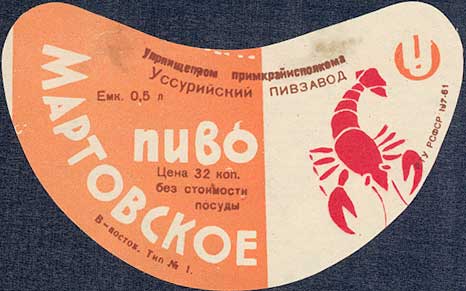 Упрпищепром примкрайисполкома
Уссурийский ПИВЗАВОД
Емк. 0,5 л
МАРТОВСКОЕ
пиво
Цена 32 коп.
без стоимости
посуды
В-восток. Тип № 1.
ТУ РСФСР №7-61